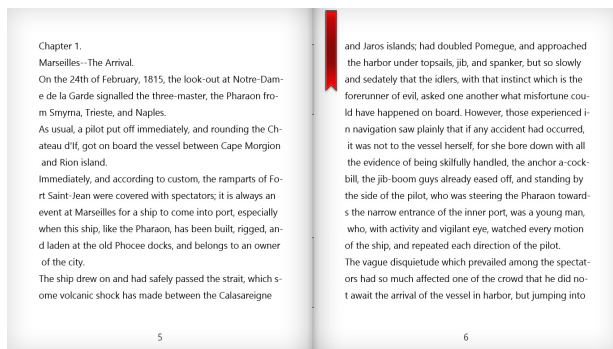 Chapter 1.
Marseilles--The Arrival.
On the 24th of February, 1815, the look-out at Notre-Dam-
e de la Garde signalled the three-master, the Pharaon fro-
m Smyrna, Trieste, and Naples.
As usual, a pilot put off immediately, and rounding the Ch-
ateau d'If, got on board the vessel between Cape Morgion
and Rion island.
Immediately, and according to custom, the ramparts of Fo-
rt Saint-Jean were covered with spectators; it is always an
event at Marseilles for a ship to come into port, especially
when this ship, like the Pharaon, has been built, rigged, an-
d laden at the old Phocee docks, and belongs to an owner
of the city.
The ship drew on and had safely passed the strait, which s-
ome volcanic shock has made between the Calasareigne
5
and Jaros islands; had doubled Pomegue, and approached
the harbor under topsails, jib, and spanker, but so slowly
and sedately that the idlers, with that instinct which is the
forerunner of evil, asked one another what misfortune cou-
ld have happened on board. However, those experienced i-
n navigation saw plainly that if any accident had occurred,
it was not to the vessel herself, for she bore down with all
the evidence of being skilfully handled, the anchor a-cock-
bill, the jib-boom guys already eased off, and standing by
the side of the pilot, who was steering the Pharaon toward-
s the narrow entrance of the inner port, was a young man,
who, with activity and vigilant eye, watched every motion
of the ship, and repeated each direction of the pilot.
The vague disquietude which prevailed among the spectat-
ors had so much affected one of the crowd that he did no-
t await the arrival of the vessel in harbor, but jumping into
6